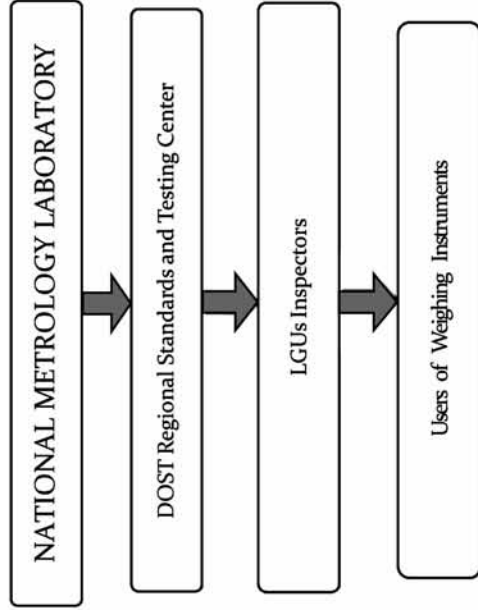 NATIONAL METROLOGY LABORATORY
DOST Regional Standards and Testing Center
LGUs Inspectors
Users of Weighing Instruments